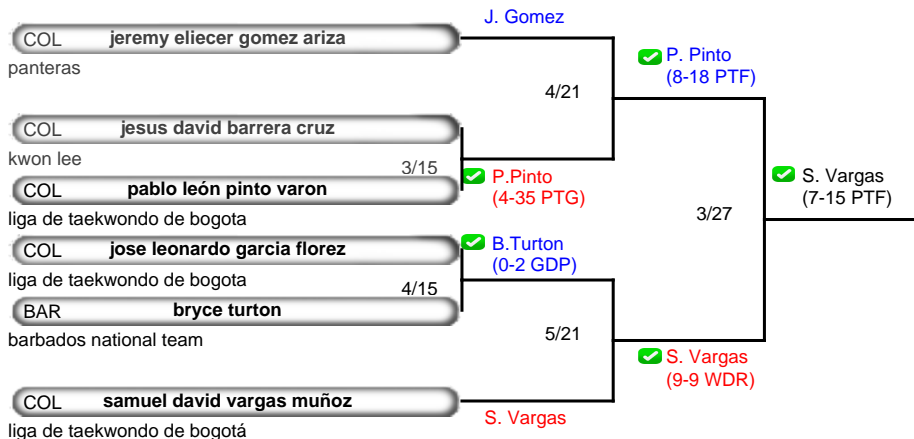 J. Gomez
COL jeremy eliecer gomez ariza
panteras
P. Pinto
(8-18 PTF)
4/21
COL jesus david barrera cruz
kwon lee
3/15
COL pablo león pinto varon
liga de taekwondo de bogota
P.Pinto
(4-35 PTG)
S. Vargas
(7-15 PTF)
3/27
COL jose leonardo garcia florez
liga de taekwondo de bogota
B.Turton
(0-2 GDP)
4/15
BAR bryce turton
barbados national team
5/21
S. Vargas
(9-9 WDR)
COL samuel david vargas muñoz
liga de taekwondo de bogotá
S. Vargas